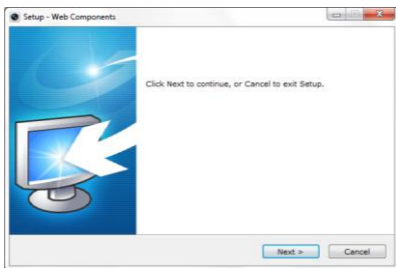 Setup - Web Components
Click Next to continue, or Cancel to exit Setup.
Next >
Cancel